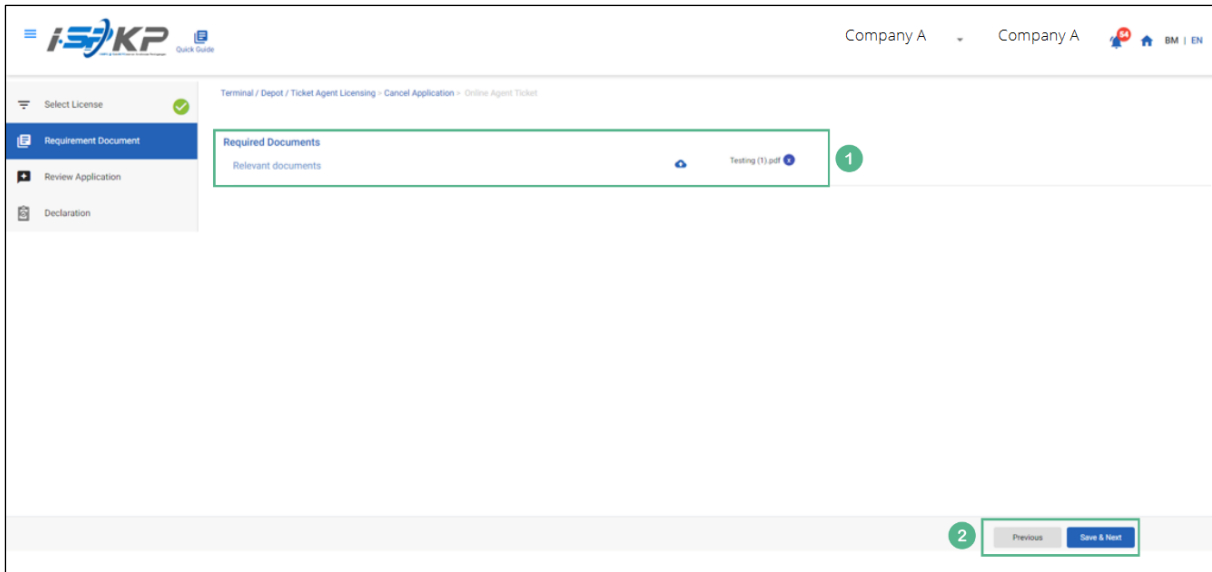 i-SPKP
Quick Guide
Company A
Company A
54
BM | EN
Select License
Requirement Document
Review Application
Declaration
Terminal / Depot / Ticket Agent Licensing > Cancel Application > Online Agent Ticket
Required Documents
Relevant documents
Testing (1).pdf x
1
2
Previous
Save & Next